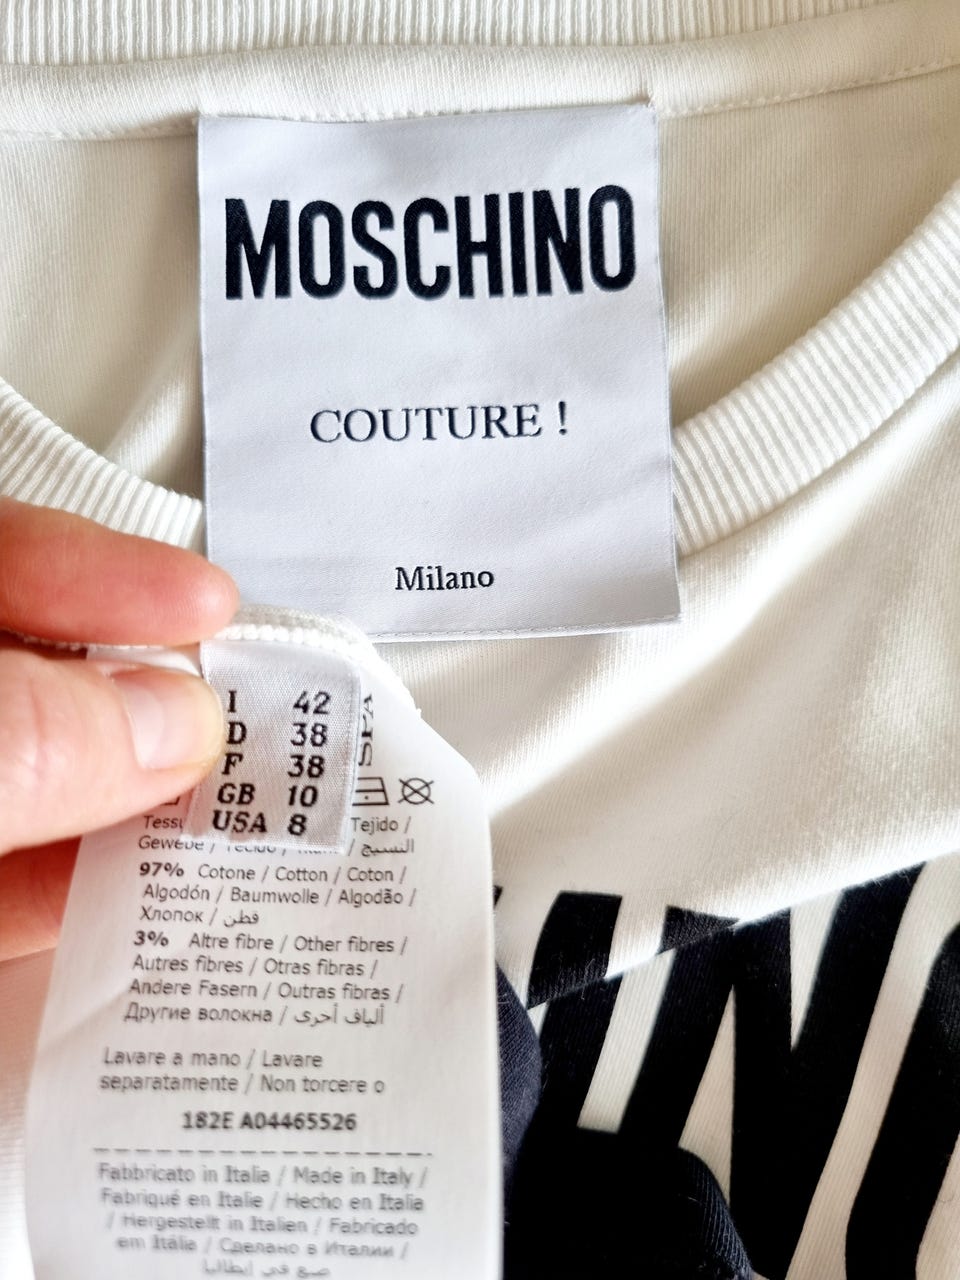 MOSCHINO
COUTURE !
Milano
I 42
D 38
F 38
GB 10
USA 8
SPA
Tejido /
Gewebe / النسيج /
97% Cotone / Cotton / Coton /
Algodón / Baumwolle / Algodão /
Хлопок / قطن
3% Altre fibre / Other fibres /
Autres fibres / Otras fibras /
Andere Fasern / Outras fibras /
Другие волокна / ألياف أخرى
Lavare a mano / Lavare
separatamente / Non torcere o
182E A04465526
Fabbricato in Italia / Made in Italy /
Fabriqué en Italie / Hecho en Italia
/ Hergestellt in Italien / Fabricado
em Itália / Сделано в Италии /
صنع في ايطاليا